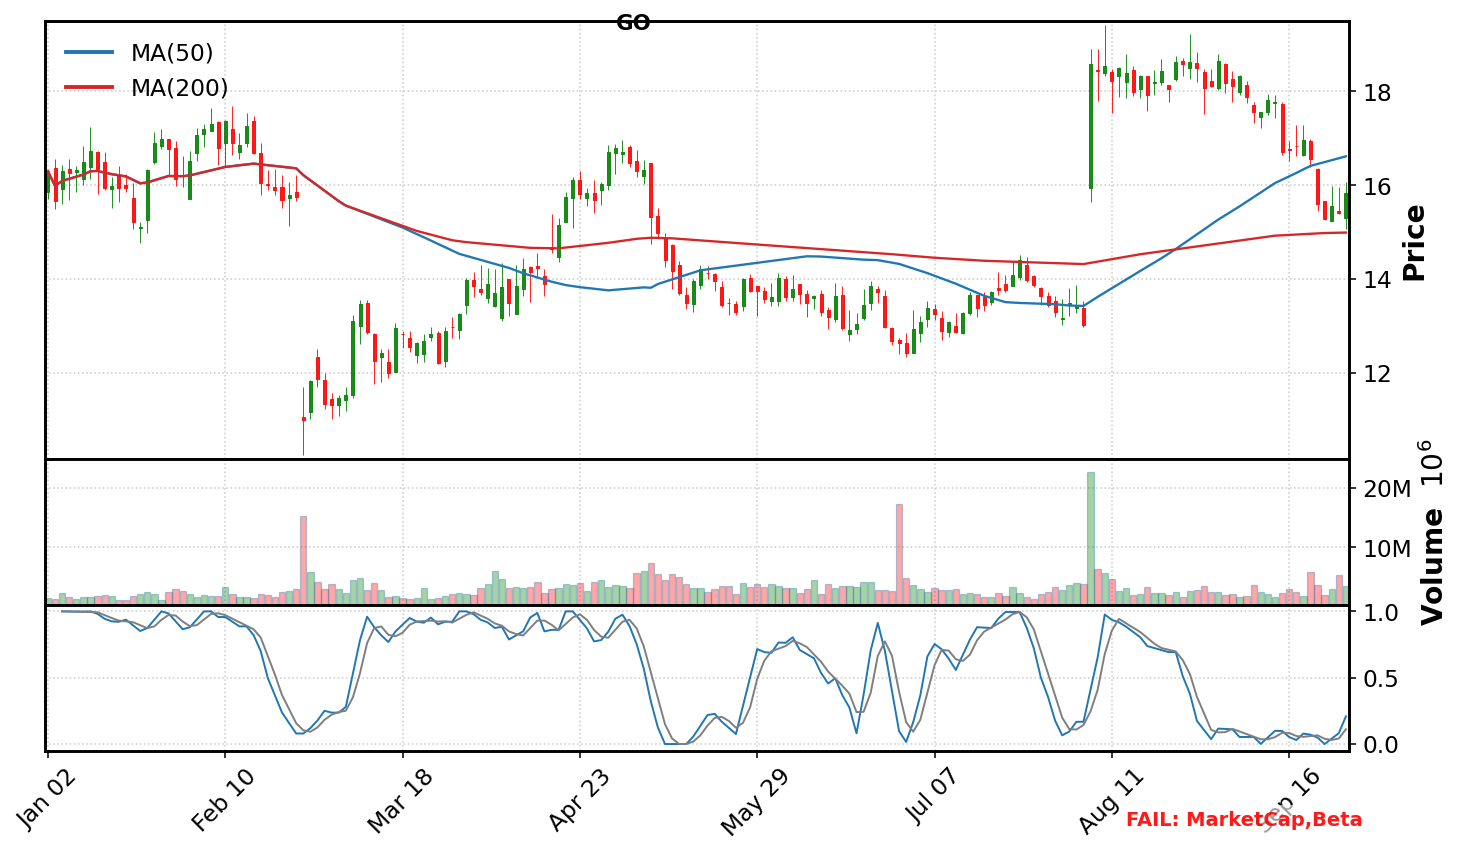 GO
MA(50)
MA(200)
18
16
14
12
Price
20M
10M
Volume 10^6
1.0
0.5
0.0
Jan 02
Feb 10
Mar 18
Apr 23
May 29
Jul 07
Aug 11
Sep 16
FAIL: MarketCap,Beta